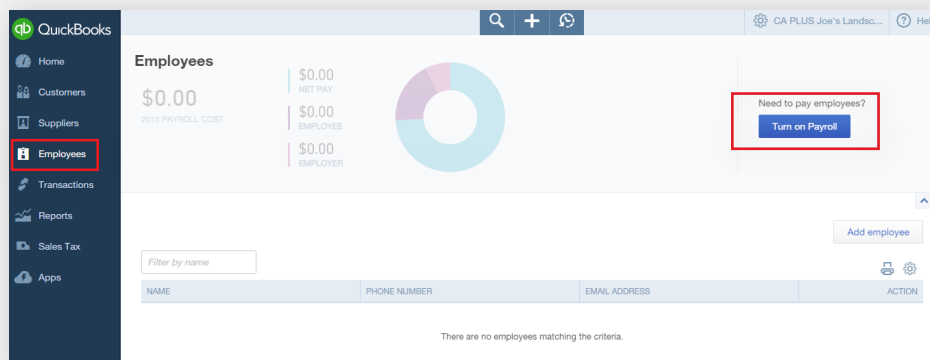 qb QuickBooks
CA PLUS Joe's Landsc...
? Hel
Home
Customers
Suppliers
Employees
Transactions
Reports
Sales Tax
Apps
Employees
$0.00
2013 PAYROLL COST
$0.00
NET PAY
$0.00
EMPLOYEE
$0.00
EMPLOYER
Need to pay employees?
Turn on Payroll
Add employee
Filter by name
NAME PHONE NUMBER EMAIL ADDRESS ACTION
There are no employees matching the criteria.